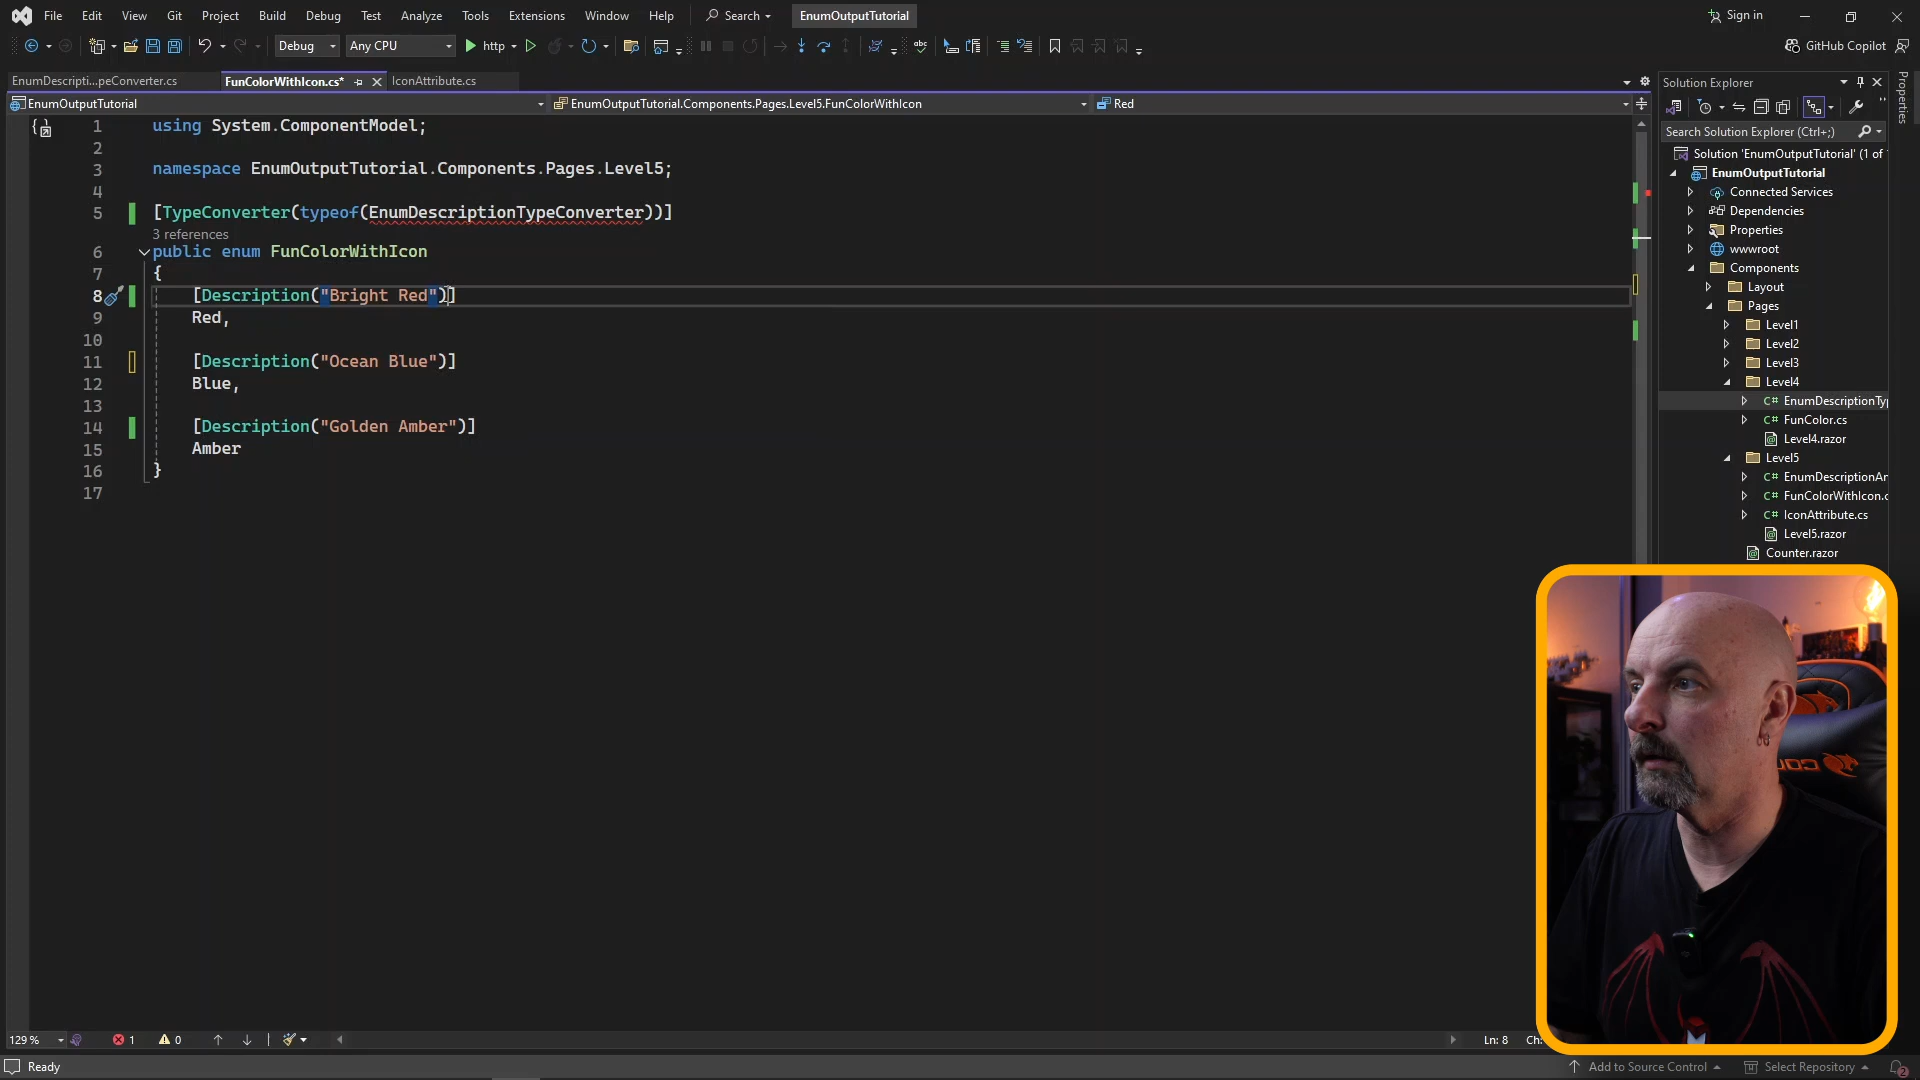 File Edit View Git Project Build Debug Test Analyze Tools Extensions Window Help Search EnumOutputTutorial Sign in
Debug Any CPU http GitHub Copilot
EnumDescripti...peConverter.cs FunColorWithIcon.cs* IconAttribute.cs
EnumOutputTutorial EnumOutputTutorial.Components.Pages.Level5.FunColorWithIcon Red
1 using System.ComponentModel;
2
3 namespace EnumOutputTutorial.Components.Pages.Level5;
4
5 [TypeConverter(typeof(EnumDescriptionTypeConverter))]
3 references
6 public enum FunColorWithIcon
7 {
8 [Description("Bright Red")]
9 Red,
10
11 [Description("Ocean Blue")]
12 Blue,
13
14 [Description("Golden Amber")]
15 Amber
16 }
17
129 % 1 0 Ln: 8 Ch:
Ready Add to Source Control Select Repository 2
Solution Explorer
Search Solution Explorer (Ctrl+;)
Solution 'EnumOutputTutorial' (1 of
EnumOutputTutorial
Connected Services
Dependencies
Properties
wwwroot
Components
Layout
Pages
Level1
Level2
Level3
Level4
C# EnumDescriptionTy
C# FunColor.cs
Level4.razor
Level5
C# EnumDescriptionAn
C# FunColorWithIcon.c
C# IconAttribute.cs
Level5.razor
Counter.razor
Properties